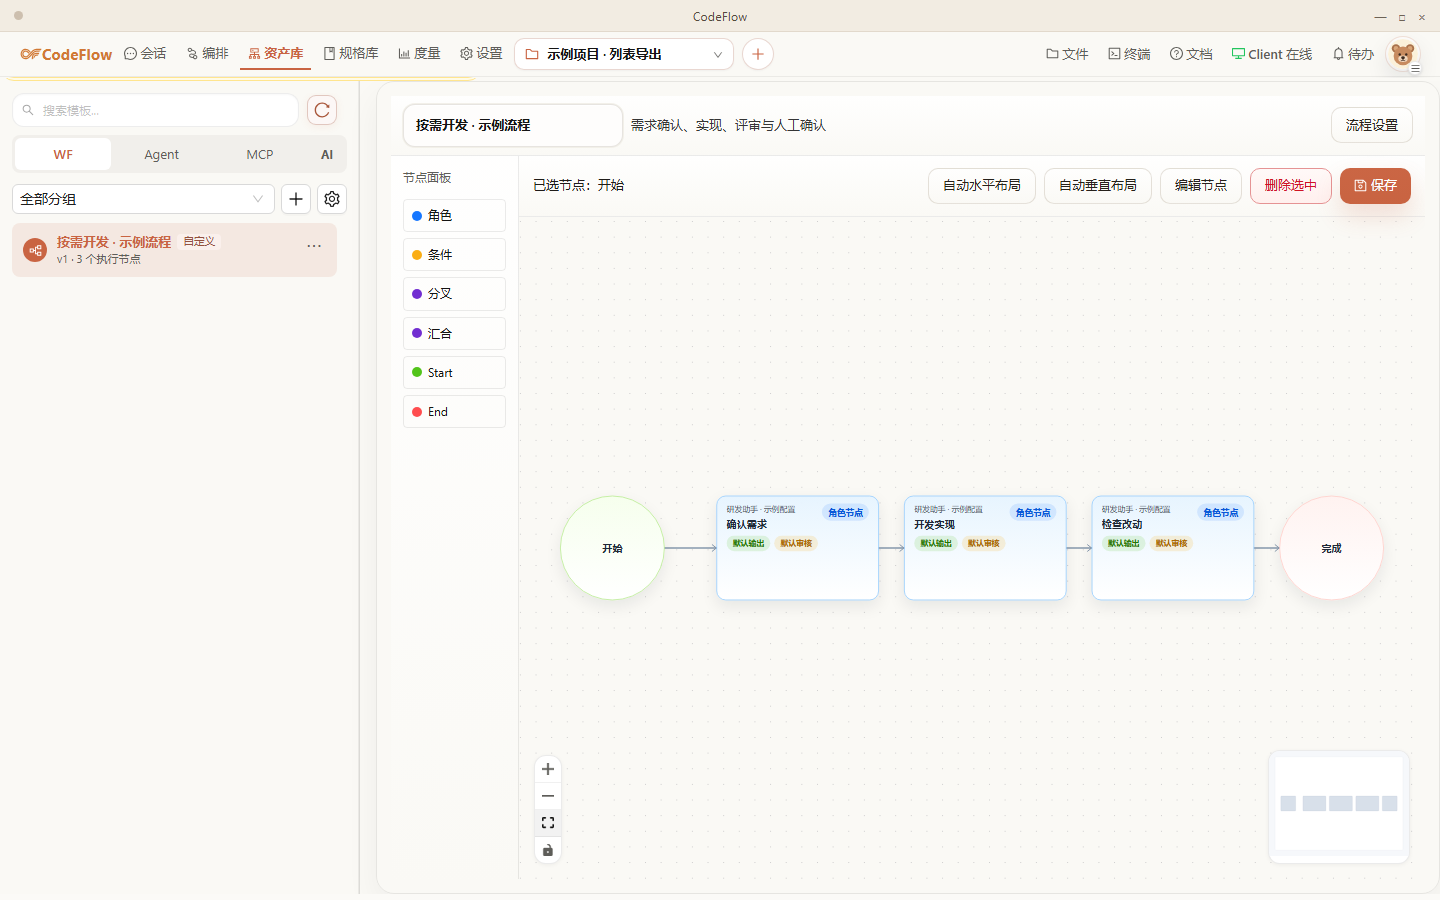 CodeFlow
CodeFlow
会话
编排
资产库
规格库
度量
设置
示例项目 · 列表导出
文件
终端
文档
Client 在线
待办
搜索模板...
WF
Agent
MCP
AI
全部分组
按需开发 · 示例流程
自定义
v1 · 3 个执行节点
按需开发 · 示例流程
需求确认、实现、评审与人工确认
流程设置
节点面板
角色
条件
分叉
汇合
Start
End
已选节点：开始
自动水平布局
自动垂直布局
编辑节点
删除选中
保存
开始
研发助手 · 示例配置
角色节点
确认需求
默认输出
默认审核
研发助手 · 示例配置
角色节点
开发实现
默认输出
默认审核
研发助手 · 示例配置
角色节点
检查改动
默认输出
默认审核
完成